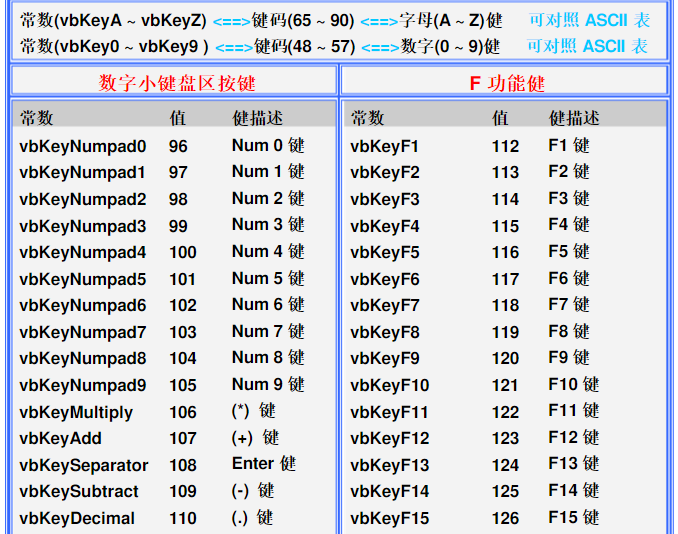 常数(vbKeyA ~ vbKeyZ) <==>键码(65 ~ 90) <==>字母(A ~ Z)健 可对照 ASCII 表
常数(vbKey0 ~ vbKey9 ) <==>键码(48 ~ 57) <==>数字(0 ~ 9)健 可对照 ASCII 表
数字小键盘区按键 F 功能健
常数 值 健描述 常数 值 健描述
vbKeyNumpad0 96 Num 0 键 vbKeyF1 112 F1 键
vbKeyNumpad1 97 Num 1 键 vbKeyF2 113 F2 键
vbKeyNumpad2 98 Num 2 键 vbKeyF3 114 F3 键
vbKeyNumpad3 99 Num 3 键 vbKeyF4 115 F4 键
vbKeyNumpad4 100 Num 4 键 vbKeyF5 116 F5 键
vbKeyNumpad5 101 Num 5 键 vbKeyF6 117 F6 键
vbKeyNumpad6 102 Num 6 键 vbKeyF7 118 F7 键
vbKeyNumpad7 103 Num 7 键 vbKeyF8 119 F8 键
vbKeyNumpad8 104 Num 8 键 vbKeyF9 120 F9 键
vbKeyNumpad9 105 Num 9 键 vbKeyF10 121 F10 键
vbKeyMultiply 106 (*) 键 vbKeyF11 122 F11 键
vbKeyAdd 107 (+) 键 vbKeyF12 123 F12 键
vbKeySeparator 108 Enter 键 vbKeyF13 124 F13 键
vbKeySubtract 109 (-) 键 vbKeyF14 125 F14 键
vbKeyDecimal 110 (.) 键 vbKeyF15 126 F15 键